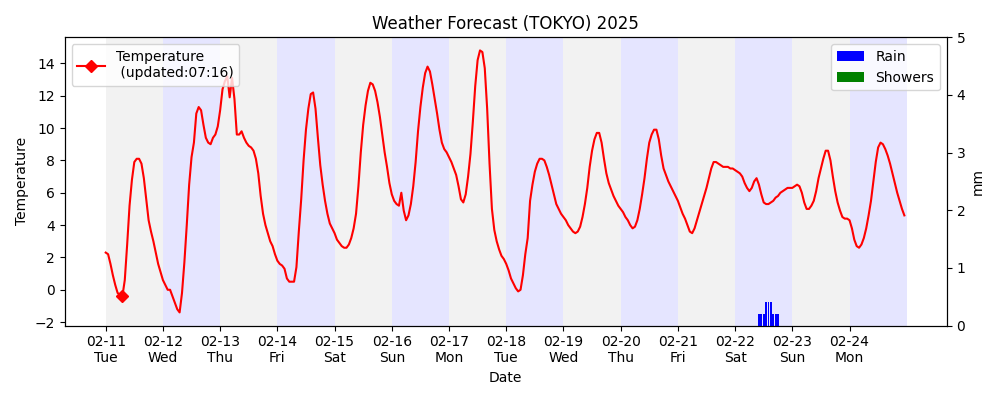 Weather Forecast (TOKYO) 2025
Temperature
(updated:07:16)
Rain
Showers
Temperature
14
12
10
8
6
4
2
0
−2
5
4
3
2
1
0
mm
02-11 02-12 02-13 02-14 02-15 02-16 02-17 02-18 02-19 02-20 02-21 02-22 02-23 02-24
Tue Wed Thu Fri Sat Sun Mon Tue Wed Thu Fri Sat Sun Mon
Date